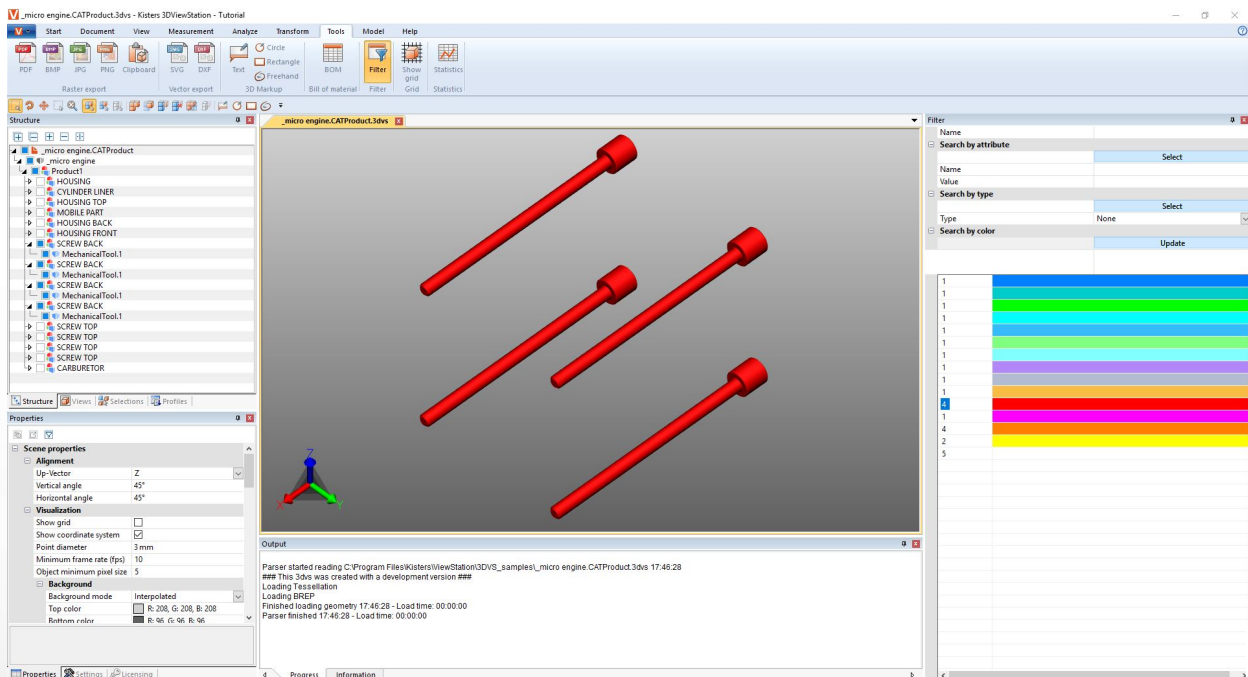 _micro engine.CATProduct.3dvs - Kisters 3DViewStation - Tutorial
Start Document View Measurement Analyze Transform Tools Model Help
PDF BMP JPG PNG Clipboard SVG DXF Text Circle Rectangle Freehand BOM Filter Show grid Statistics
Raster export Vector export 3D Markup Bill of material Filter Grid Statistics
Structure
_micro engine.CATProduct
_micro engine
Product1
HOUSING
CYLINDER LINER
HOUSING TOP
MOBILE PART
HOUSING BACK
HOUSING FRONT
SCREW BACK
MechanicalTool.1
SCREW BACK
MechanicalTool.1
SCREW BACK
MechanicalTool.1
SCREW BACK
MechanicalTool.1
SCREW TOP
SCREW TOP
SCREW TOP
SCREW TOP
CARBURETOR
Structure Views Selections Profiles
Properties
Scene properties
Alignment
Up-Vector Z
Vertical angle 45°
Horizontal angle 45°
Visualization
Show grid
Show coordinate system
Point diameter 3 mm
Minimum frame rate (fps) 10
Object minimum pixel size 5
Background
Background mode Interpolated
Top color R: 208, G: 208, B: 208
Bottom color R: 96, G: 96, B: 96
Properties Settings Licensing
_micro engine.CATProduct.3dvs
Z
X
Y
Output
Parser started reading C:\Program Files\Kisters\ViewStation\3DVS_samples\_micro engine.CATProduct.3dvs 17:46:28
### This 3dvs was created with a development version ###
Loading Tessellation
Loading BREP
Finished loading geometry 17:46:28 - Load time: 00:00:00
Parser finished 17:46:28 - Load time: 00:00:00
Progress Information
Filter
Name
Search by attribute
Select
Name
Value
Search by type
Select
Type None
Search by color
Update
1
1
1
1
1
1
1
1
1
1
4
1
4
2
5